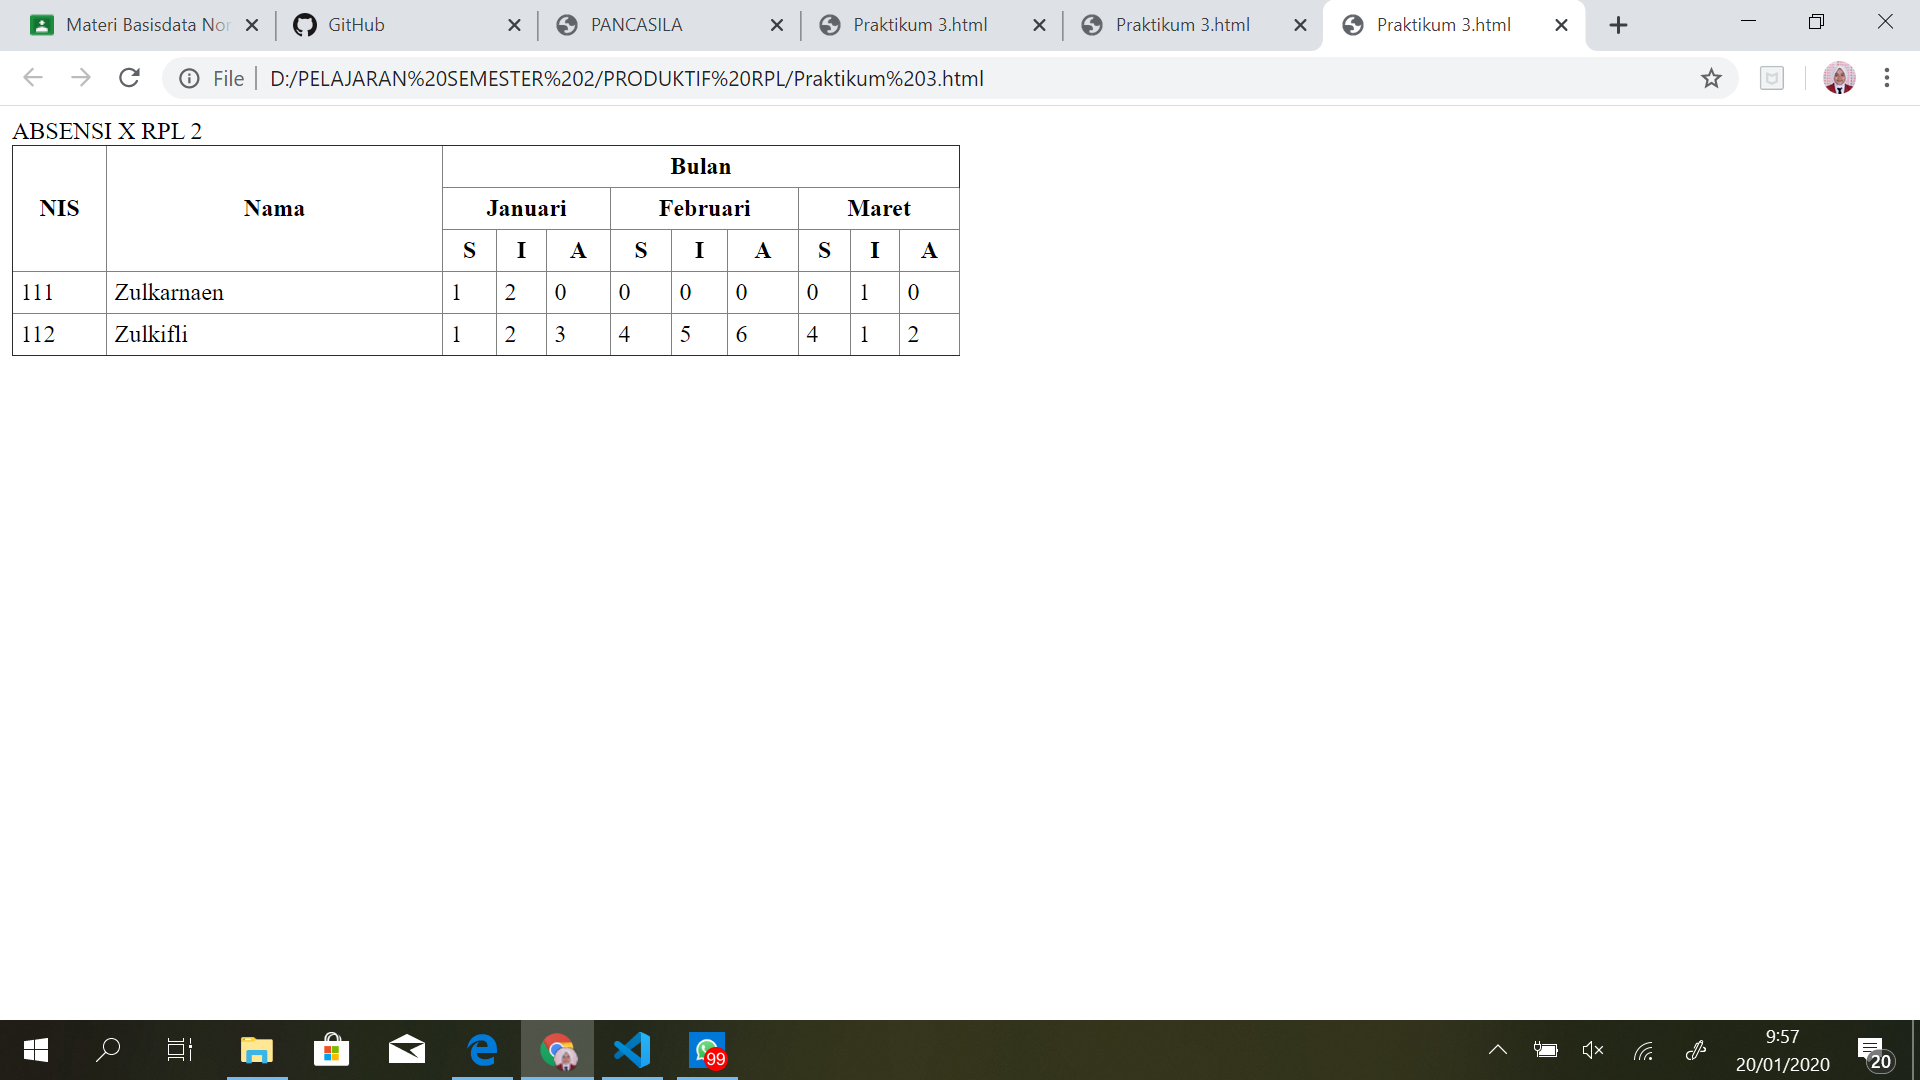 Materi Basisdata Nor
GitHub
PANCASILA
Praktikum 3.html
Praktikum 3.html
Praktikum 3.html
File
D:/PELAJARAN%20SEMESTER%202/PRODUKTIF%20RPL/Praktikum%203.html
ABSENSI X RPL 2
NIS Nama Bulan
Januari Februari Maret
S I A S I A S I A
111 Zulkarnaen 1 2 0 0 0 0 0 1 0
112 Zulkifli 1 2 3 4 5 6 4 1 2
99
9:57
20/01/2020
20